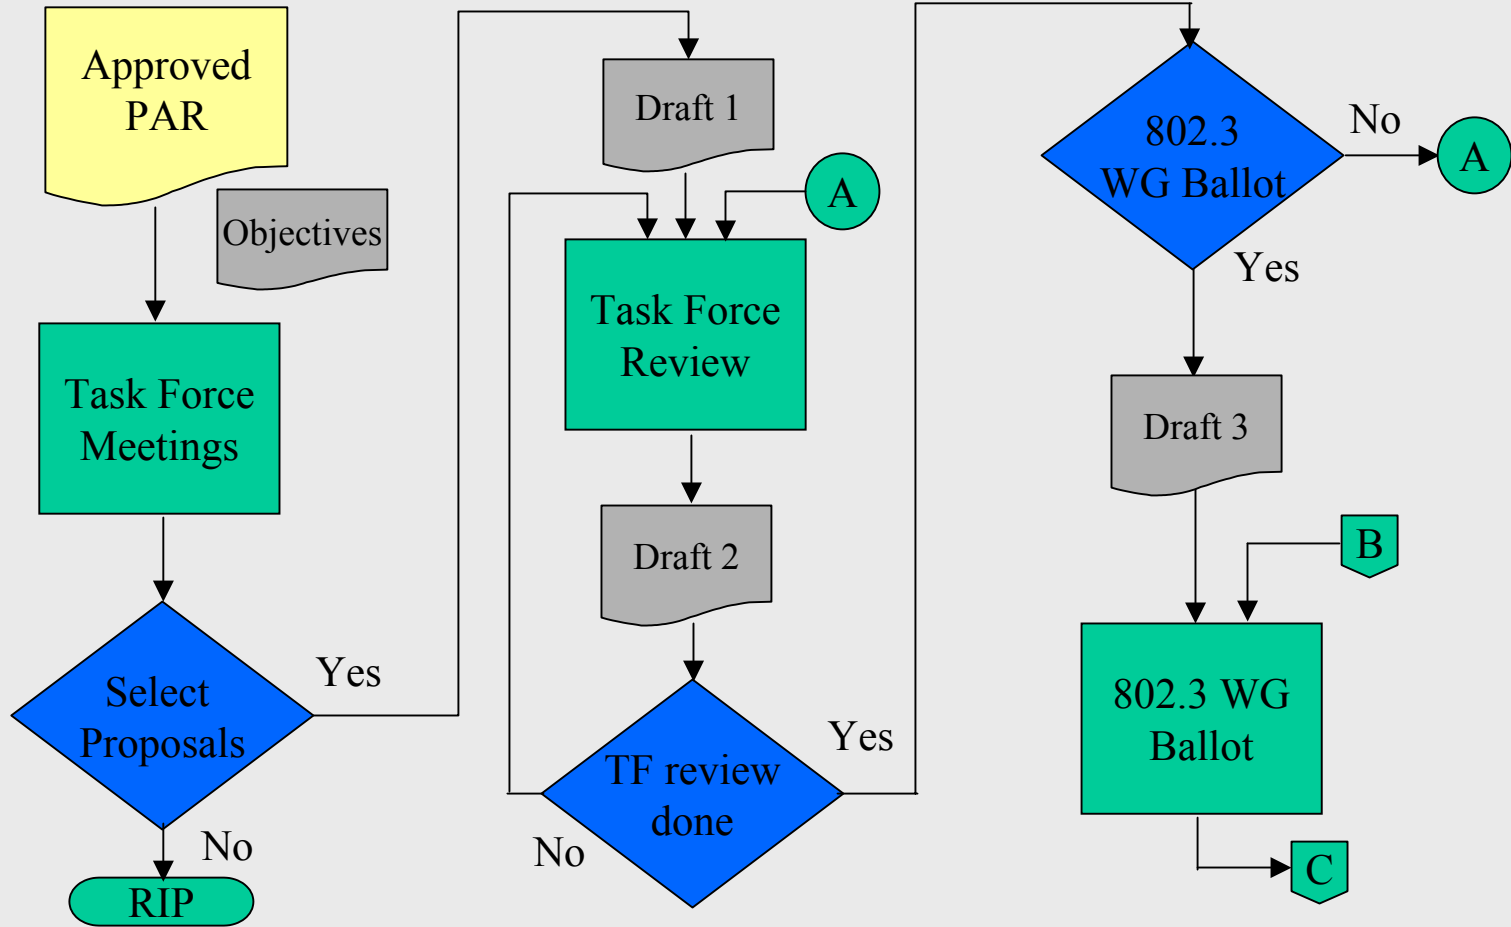 Approved
PAR
Objectives
Task Force
Meetings
Select
Proposals
Yes
No
RIP
Draft 1
A
Task Force
Review
Draft 2
TF review
done
Yes
No
802.3
WG Ballot
No
A
Yes
Draft 3
B
802.3 WG
Ballot
C